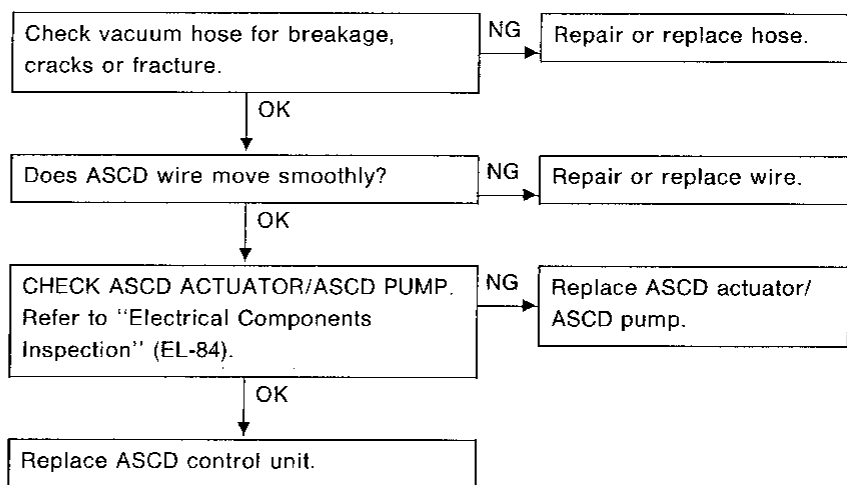 Check vacuum hose for breakage,
cracks or fracture.
NG
Repair or replace hose.
OK
Does ASCD wire move smoothly?
NG
Repair or replace wire.
OK
CHECK ASCD ACTUATOR/ASCD PUMP.
Refer to ‘‘Electrical Components
Inspection’’ (EL-84).
NG
Replace ASCD actuator/
ASCD pump.
OK
Replace ASCD control unit.